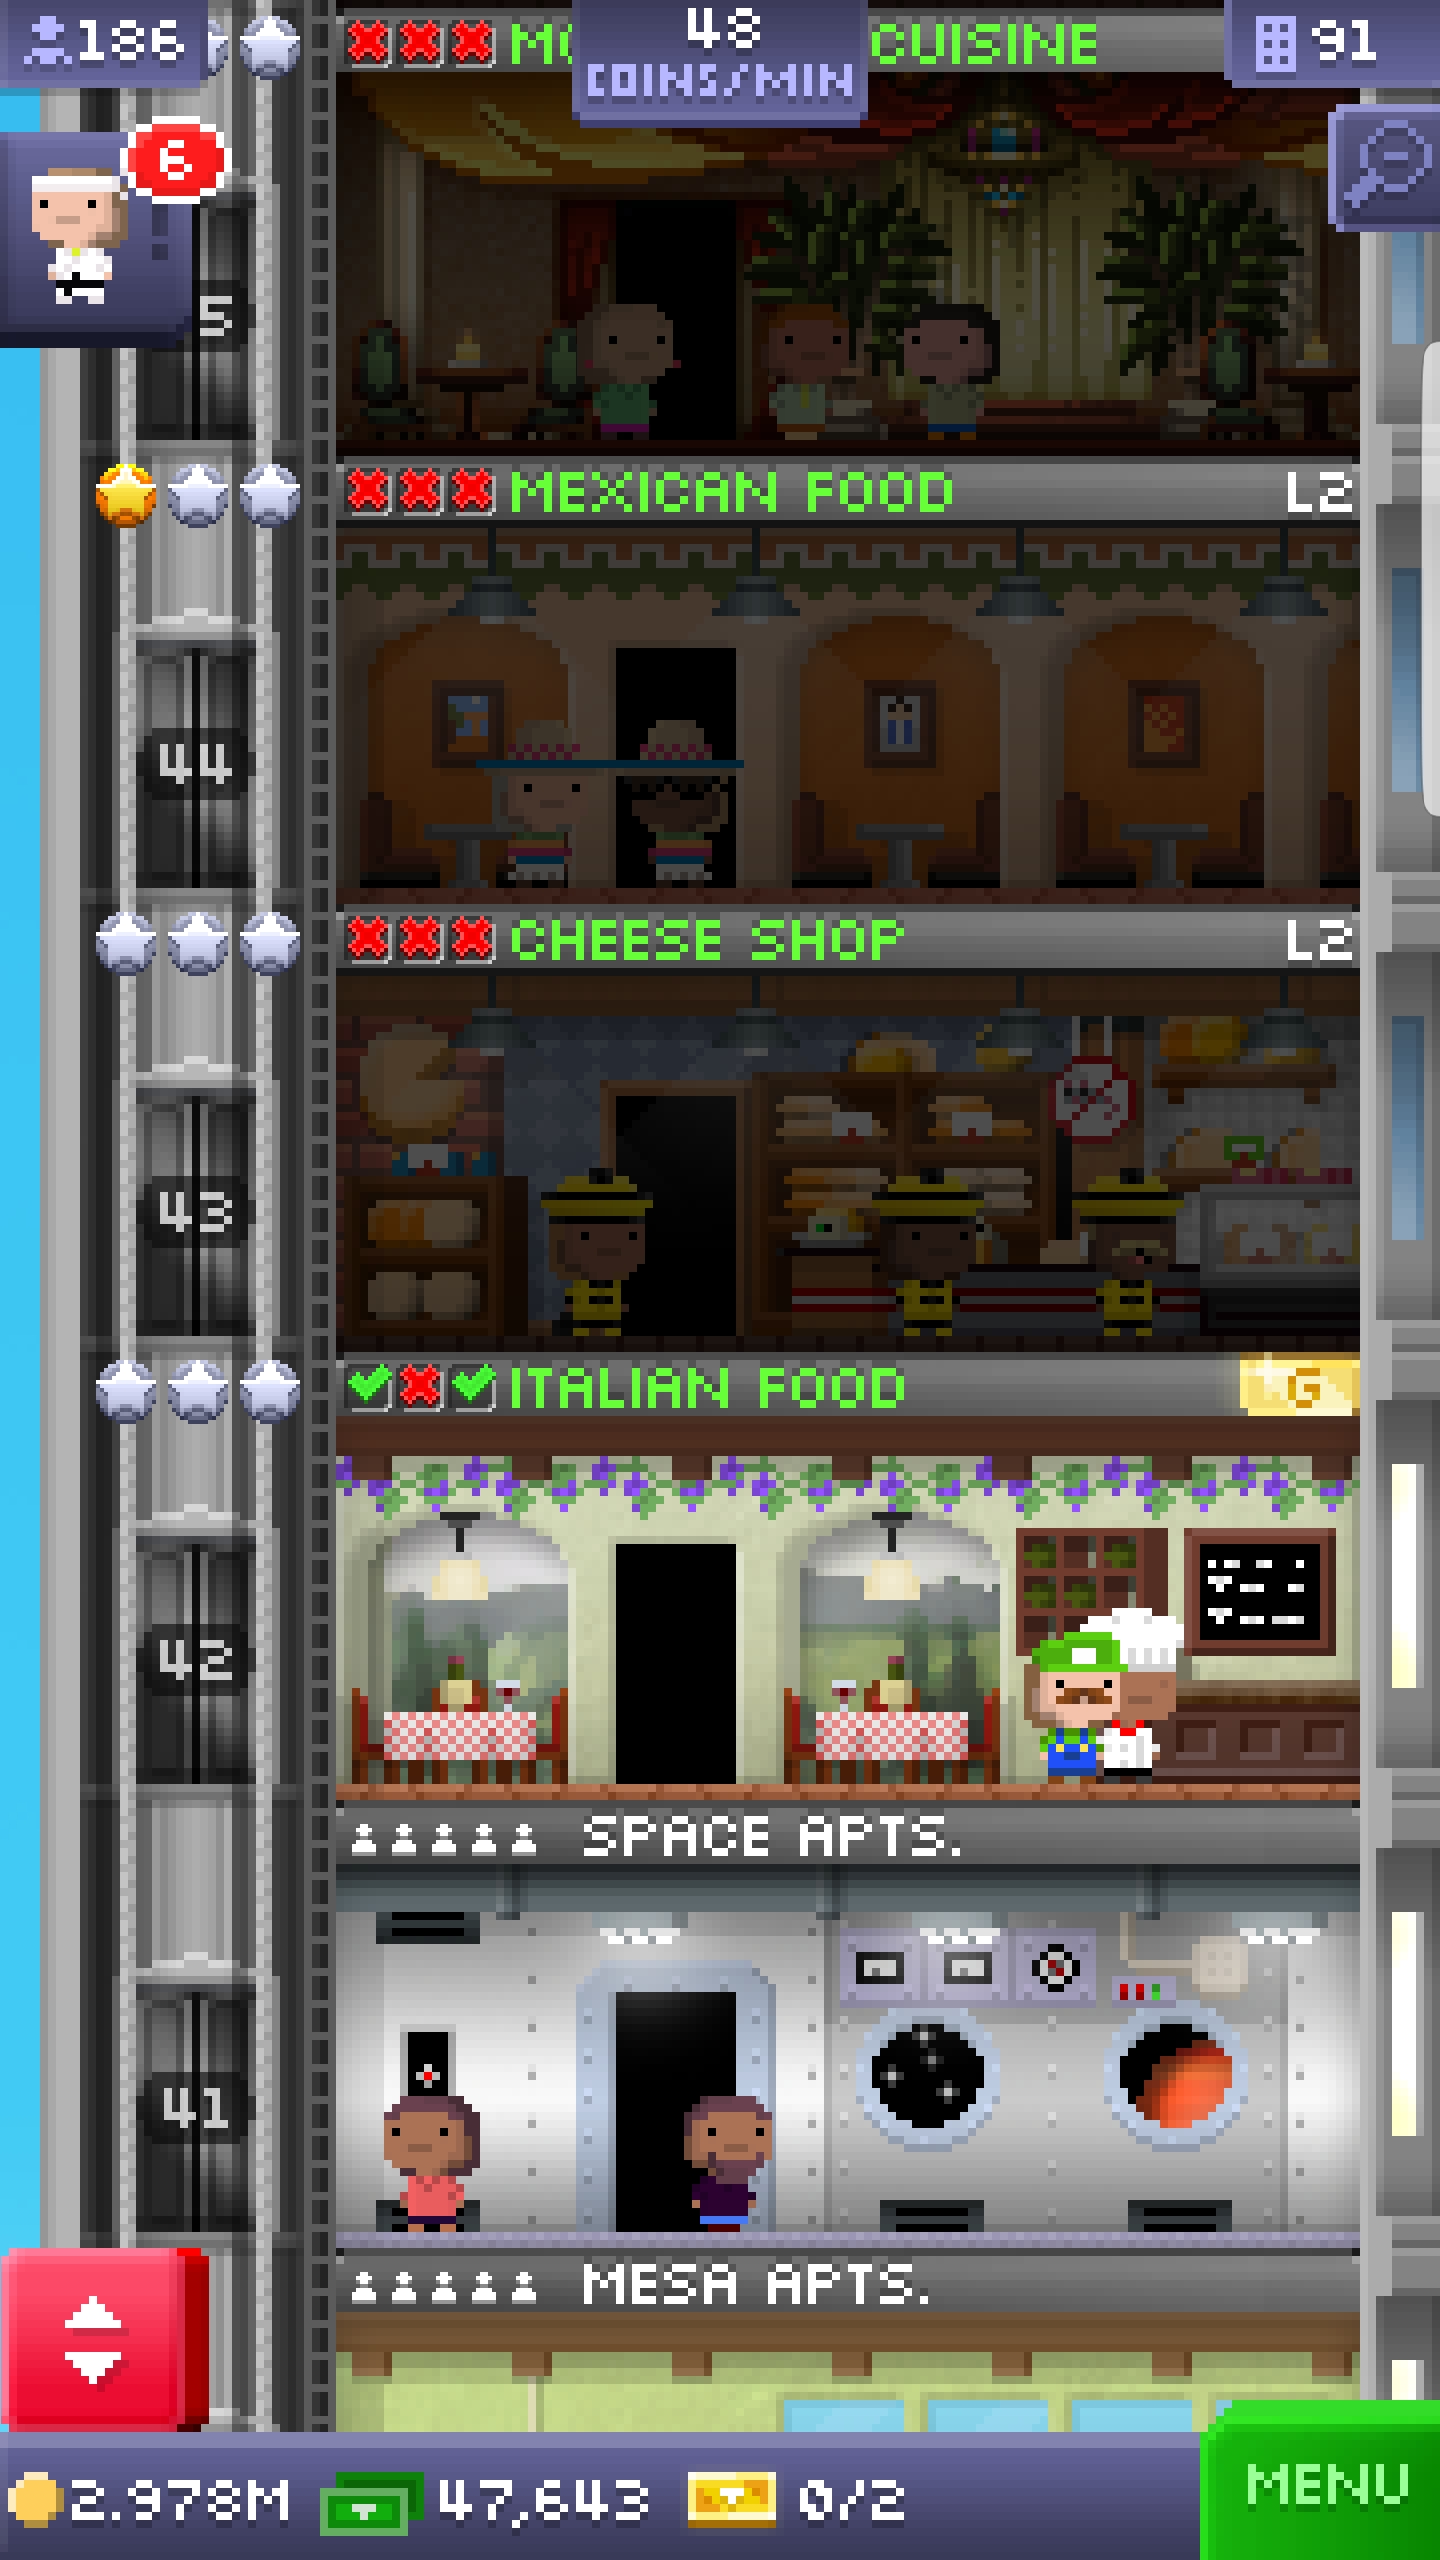 186
48
COINS/MIN
91
CUISINE
6
5
MEXICAN FOOD L2
44
CHEESE SHOP L2
43
ITALIAN FOOD G
42
SPACE APTS.
41
MESA APTS.
2.978M 47,643 0/2
MENU